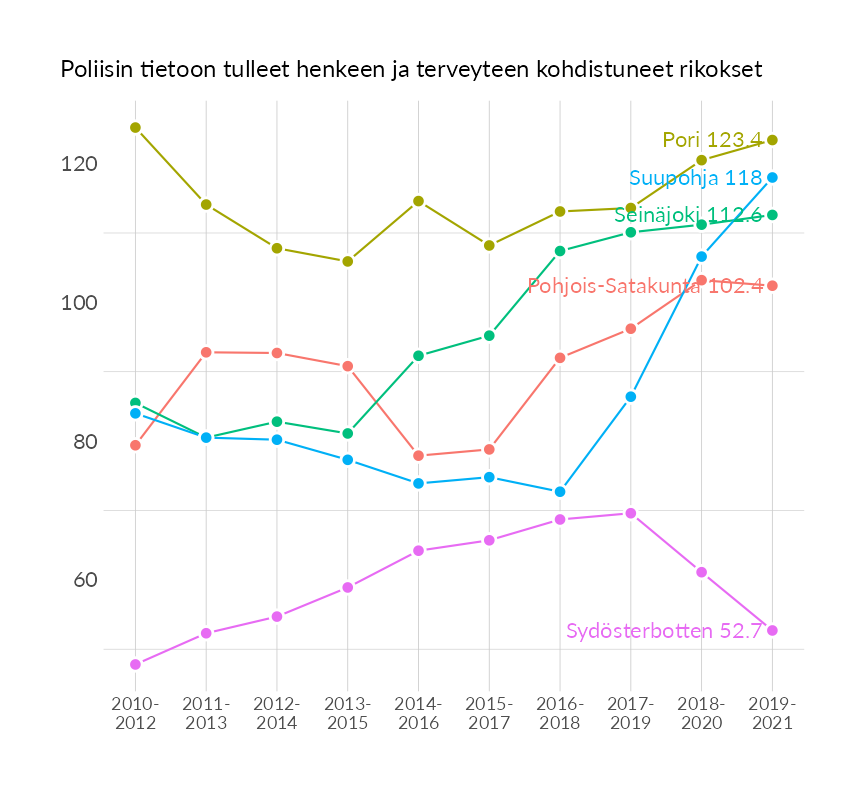 Poliisin tietoon tulleet henkeen ja terveyteen kohdistuneet rikokset
120
100
80
60
Pori 123.4
Suupohja 118
Seinäjoki 112.6
Pohjois-Satakunta 102.4
Sydösterbotten 52.7
2010- 2011- 2012- 2013- 2014- 2015- 2016- 2017- 2018- 2019-
2012 2013 2014 2015 2016 2017 2018 2019 2020 2021